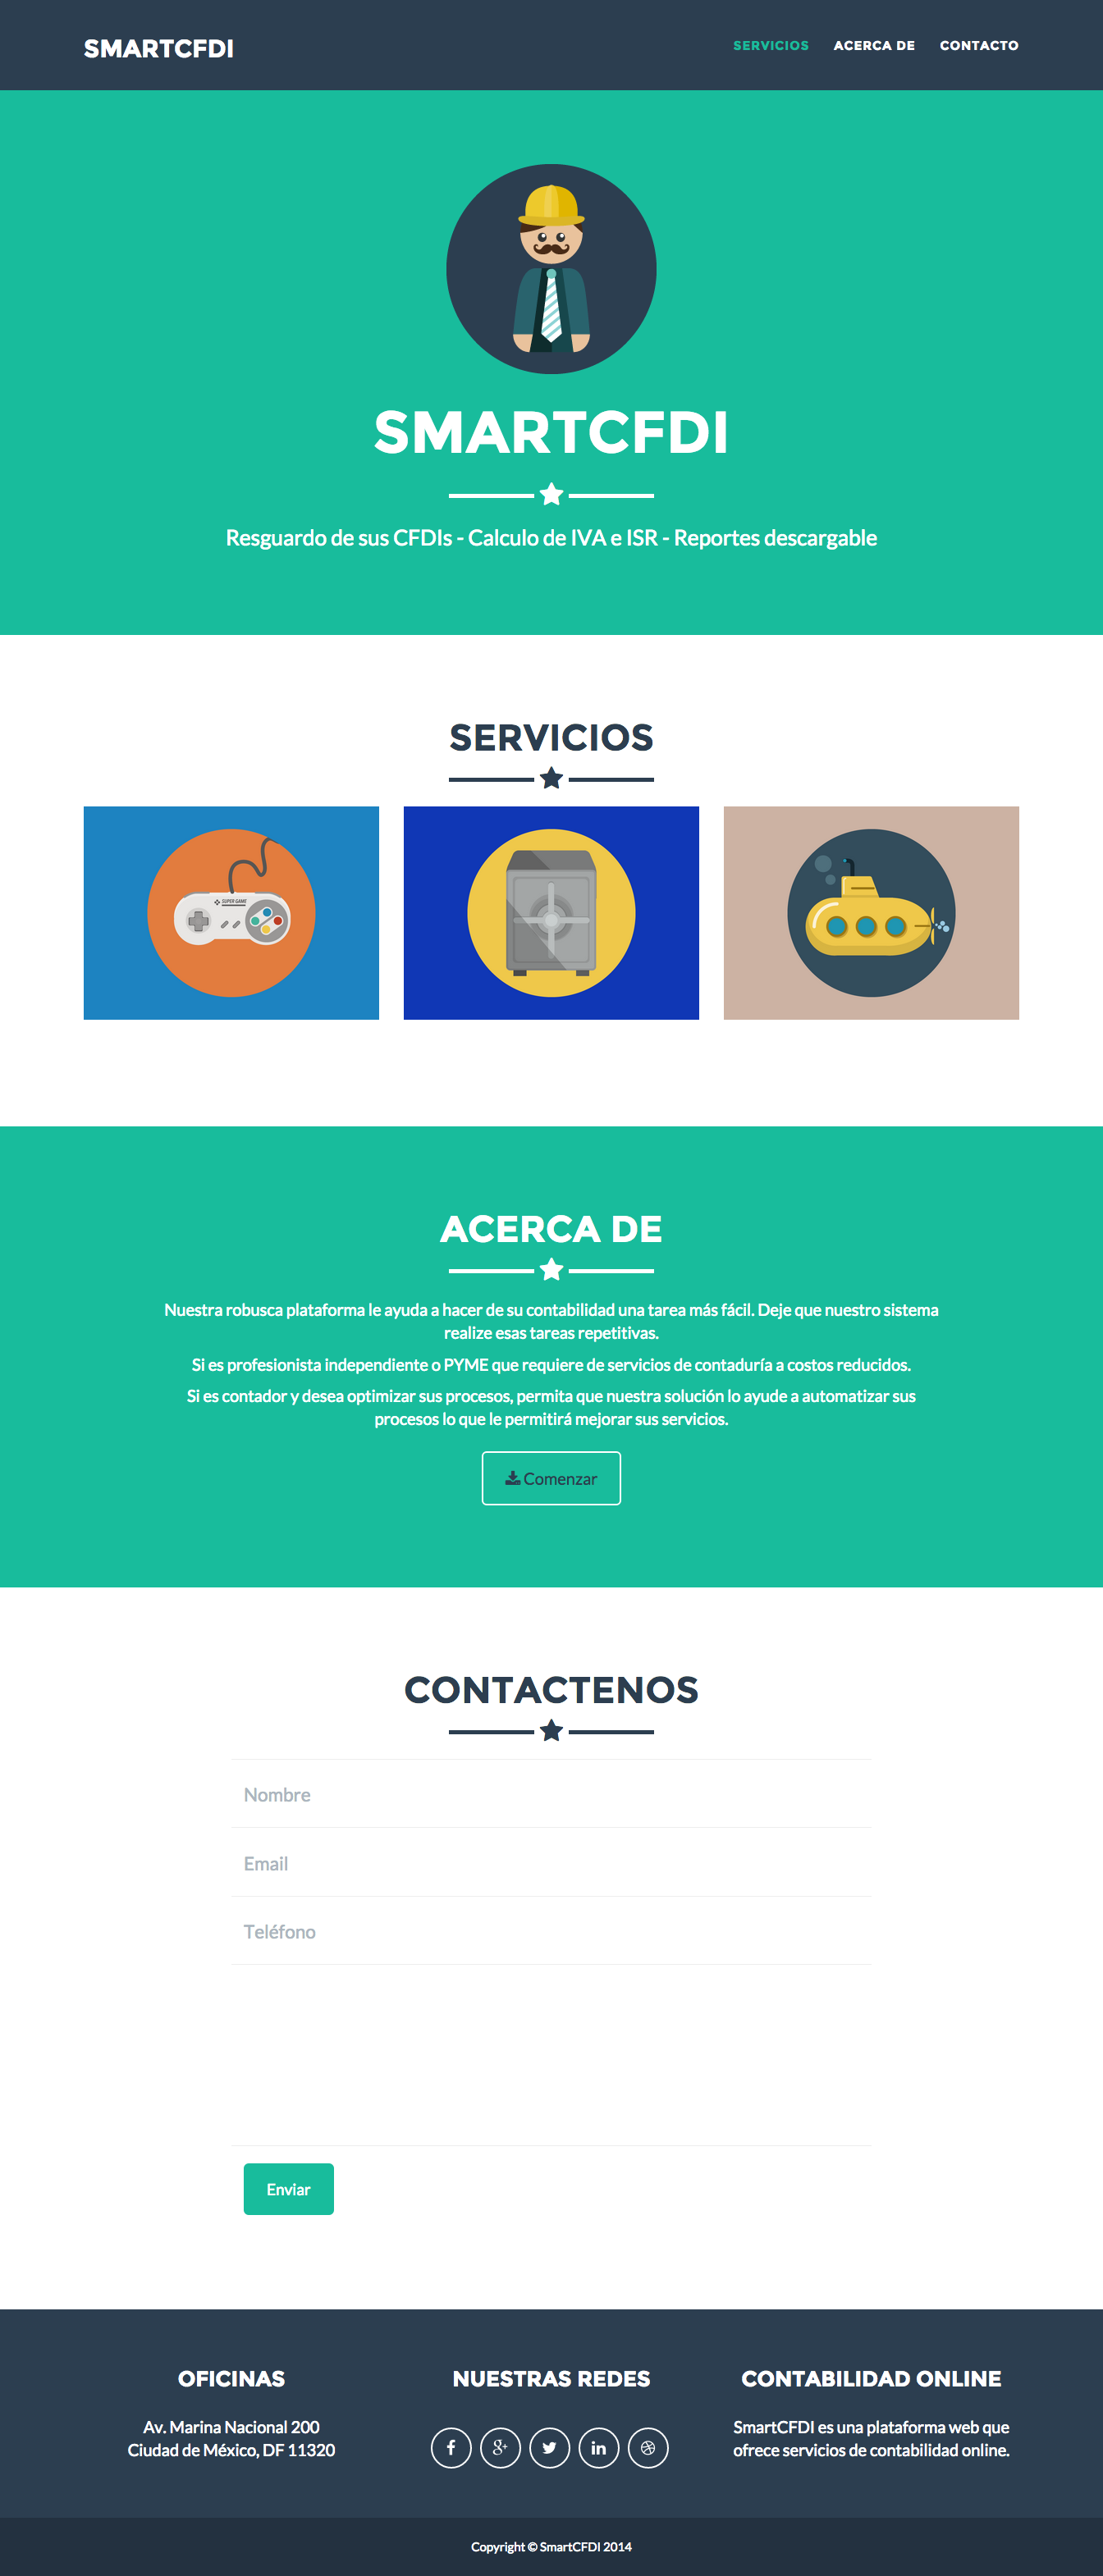 SMARTCFDI
SERVICIOS ACERCA DE CONTACTO
SMARTCFDI
Resguardo de sus CFDIs - Calculo de IVA e ISR - Reportes descargable
SERVICIOS
SUPER GAME
ACERCA DE
Nuestra robusca plataforma le ayuda a hacer de su contabilidad una tarea más fácil. Deje que nuestro sistema
realize esas tareas repetitivas.
Si es profesionista independiente o PYME que requiere de servicios de contaduría a costos reducidos.
Si es contador y desea optimizar sus procesos, permita que nuestra solución lo ayude a automatizar sus
procesos lo que le permitirá mejorar sus servicios.
Comenzar
CONTACTENOS
Nombre
Email
Teléfono
Enviar
OFICINAS
Av. Marina Nacional 200
Ciudad de México, DF 11320
NUESTRAS REDES
CONTABILIDAD ONLINE
SmartCFDI es una plataforma web que
ofrece servicios de contabilidad online.
Copyright © SmartCFDI 2014